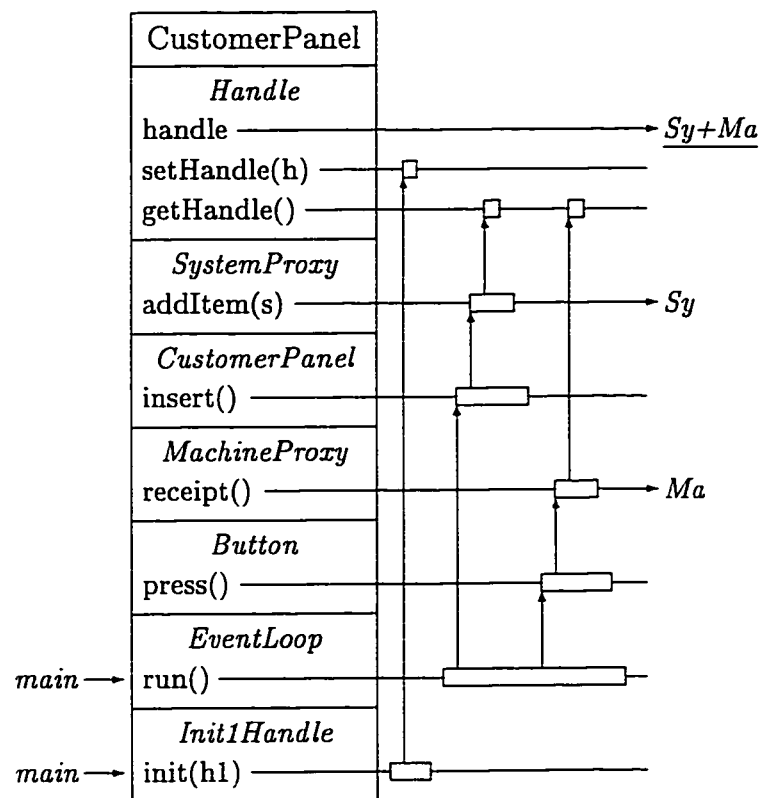 CustomerPanel
Handle
handle Sy+Ma
setHandle(h)
getHandle()
SystemProxy
addItem(s) Sy
CustomerPanel
insert()
MachineProxy
receipt() Ma
Button
press()
EventLoop
main run()
Init1Handle
main init(h1)